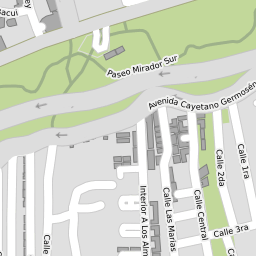 Paseo Mirador Sur
Avenida Cayetano Germosén
Calle 1ra
Calle 2da
Calle Central
Calle Las Marías
Interior A Los Alm
Calle 3ra
Calle
Calle